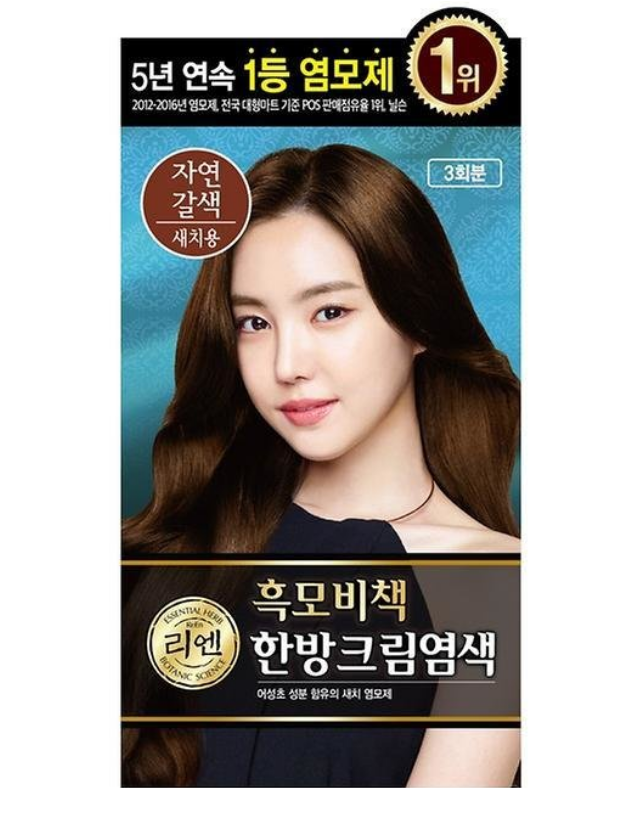 5년 연속 1등 염모제
1위
2012-2016년 염모제, 전국 대형마트 기준 POS 판매점유율 1위, 닐슨
자연
갈색
새치용
3회분
흑모비책
ESSENTIAL HERB
ReEn
리엔
BOTANIC SCIENCE
한방크림염색
어성초 성분 함유의 새치 염모제